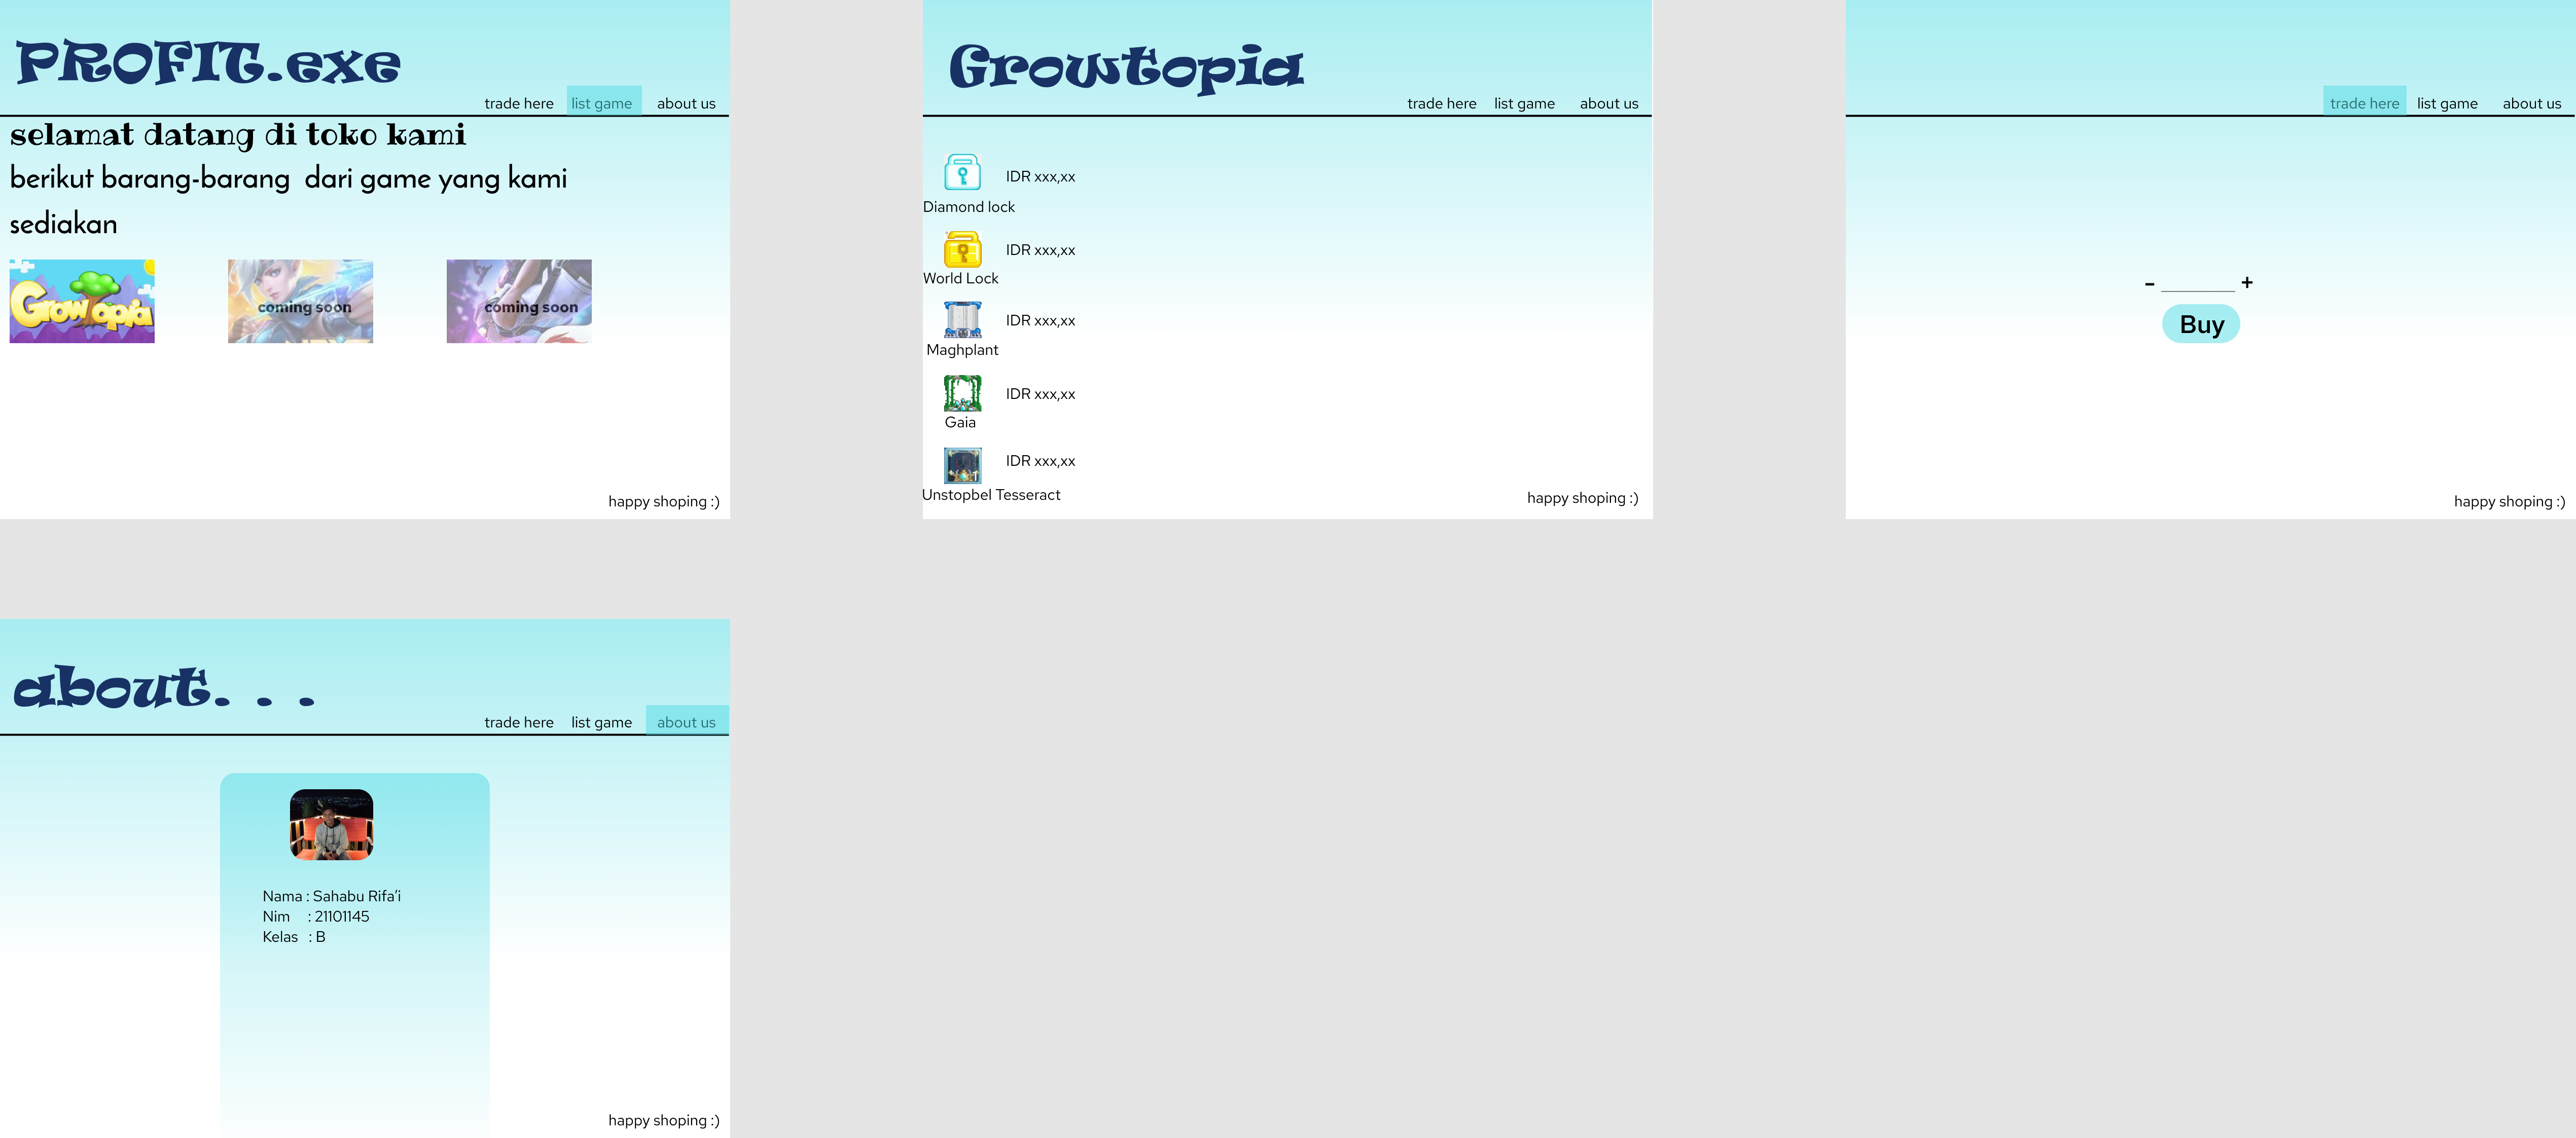 PROFIT.exe
trade here list game about us
selamat datang di toko kami
berikut barang-barang dari game yang kami
sediakan
Growtopia
coming soon
coming soon
happy shoping :)
Growtopia
trade here list game about us
IDR xxx,xx
Diamond lock
IDR xxx,xx
World Lock
IDR xxx,xx
Maghplant
IDR xxx,xx
Gaia
IDR xxx,xx
Unstopbel Tesseract
happy shoping :)
trade here list game about us
- +
Buy
happy shoping :)
about. . .
trade here list game about us
Nama : Sahabu Rifa'i
Nim : 21101145
Kelas : B
happy shoping :)